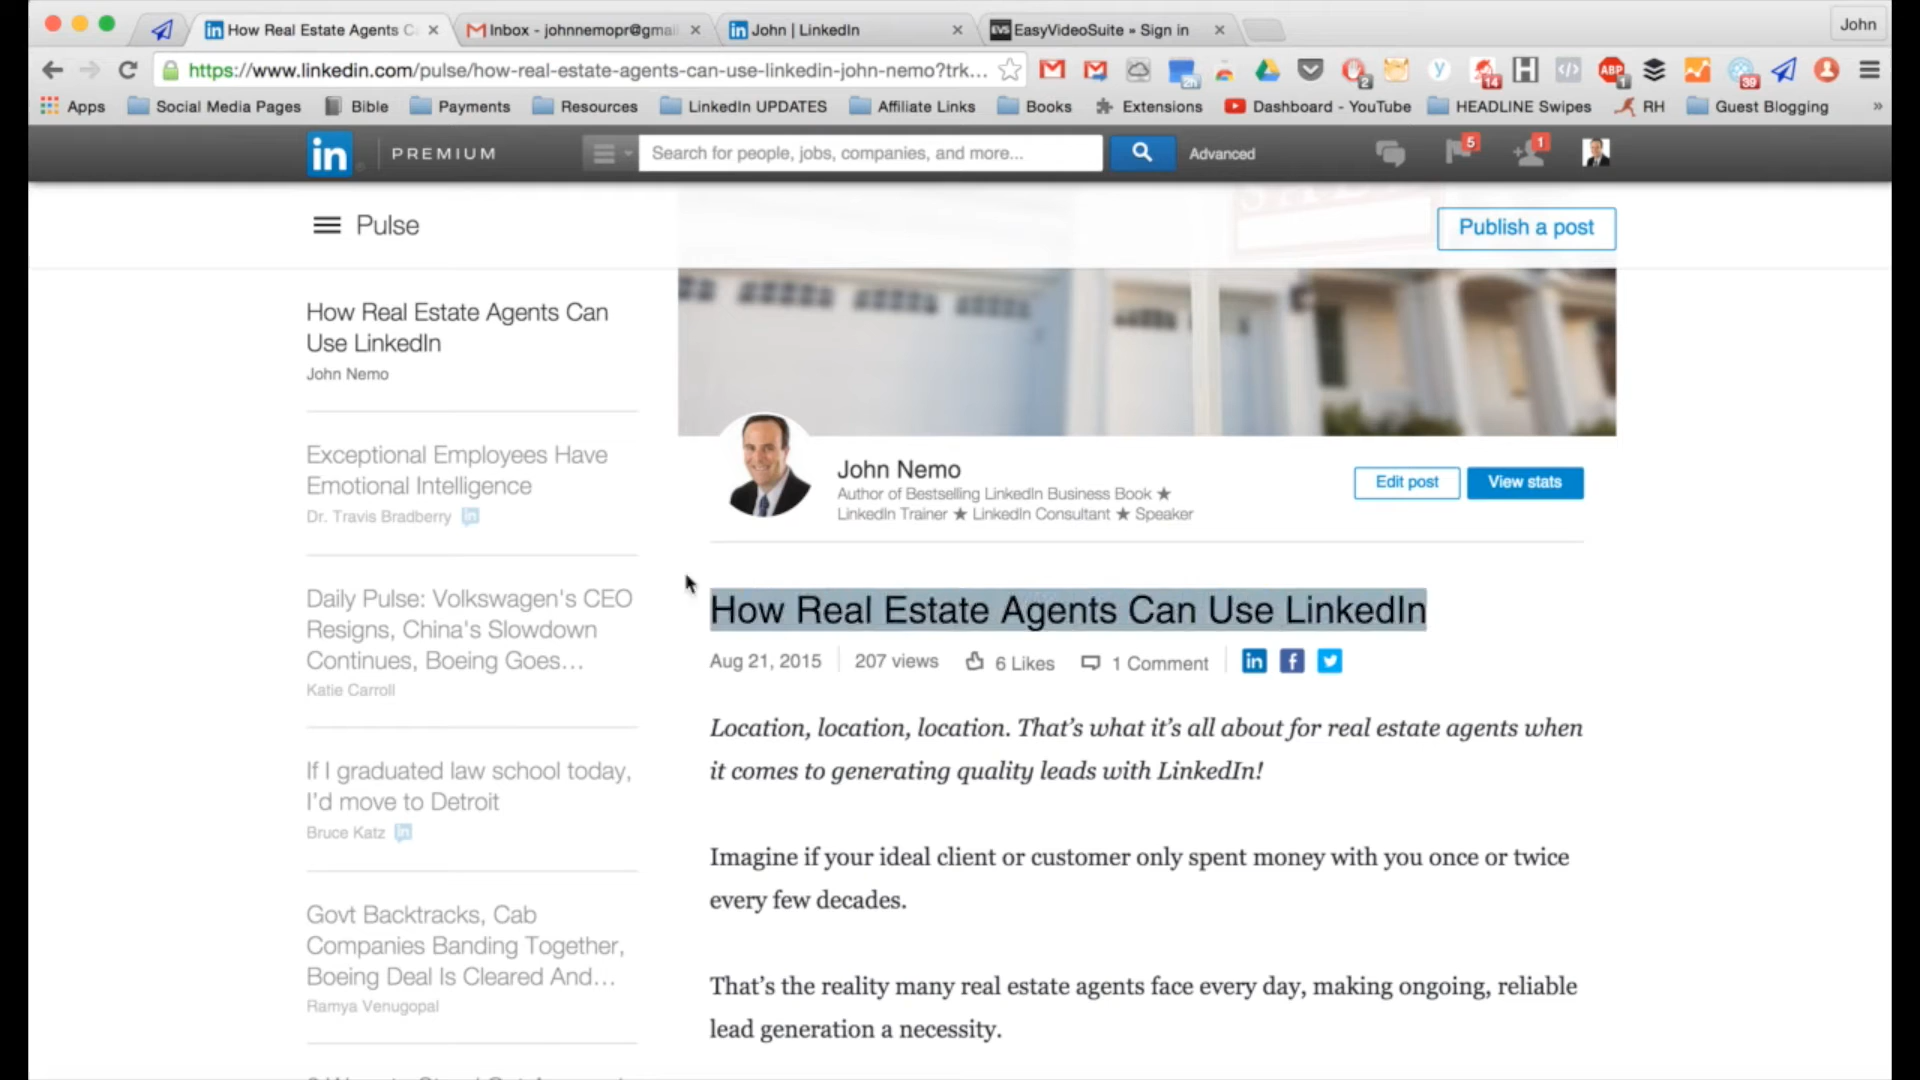 How Real Estate Agents C
Inbox - johnnemopr@gmai
John | LinkedIn
EVS EasyVideoSuite » Sign in
John
https://www.linkedin.com/pulse/how-real-estate-agents-can-use-linkedin-john-nemo?trk...
2
14
ABP
1
39
Apps
Social Media Pages
Bible
Payments
Resources
LinkedIn UPDATES
Affiliate Links
Books
Extensions
Dashboard - YouTube
HEADLINE Swipes
RH
Guest Blogging
»
in
PREMIUM
Search for people, jobs, companies, and more...
Advanced
5
1
Pulse
Publish a post
How Real Estate Agents Can
Use LinkedIn
John Nemo
Exceptional Employees Have
Emotional Intelligence
Dr. Travis Bradberry in
Daily Pulse: Volkswagen's CEO
Resigns, China's Slowdown
Continues, Boeing Goes...
Katie Carroll
If I graduated law school today,
I'd move to Detroit
Bruce Katz in
Govt Backtracks, Cab
Companies Banding Together,
Boeing Deal Is Cleared And...
Ramya Venugopal
John Nemo
Author of Bestselling LinkedIn Business Book ★
LinkedIn Trainer ★ LinkedIn Consultant ★ Speaker
Edit post
View stats
How Real Estate Agents Can Use LinkedIn
Aug 21, 2015
207 views
6 Likes
1 Comment
in
f
Location, location, location. That's what it's all about for real estate agents when
it comes to generating quality leads with LinkedIn!
Imagine if your ideal client or customer only spent money with you once or twice
every few decades.
That's the reality many real estate agents face every day, making ongoing, reliable
lead generation a necessity.